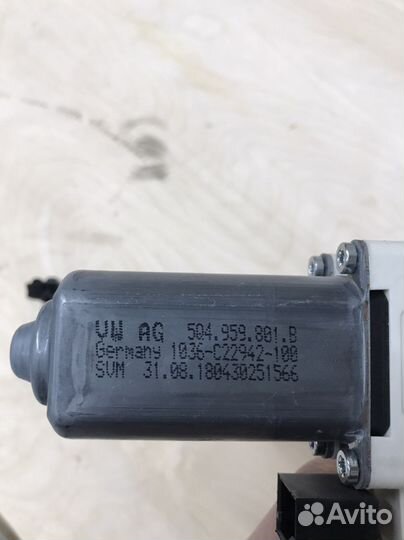 VW AG 5Q4.959.801.B
Germany 1036-C22942-100
SVM 31.08.180430251566
Avito